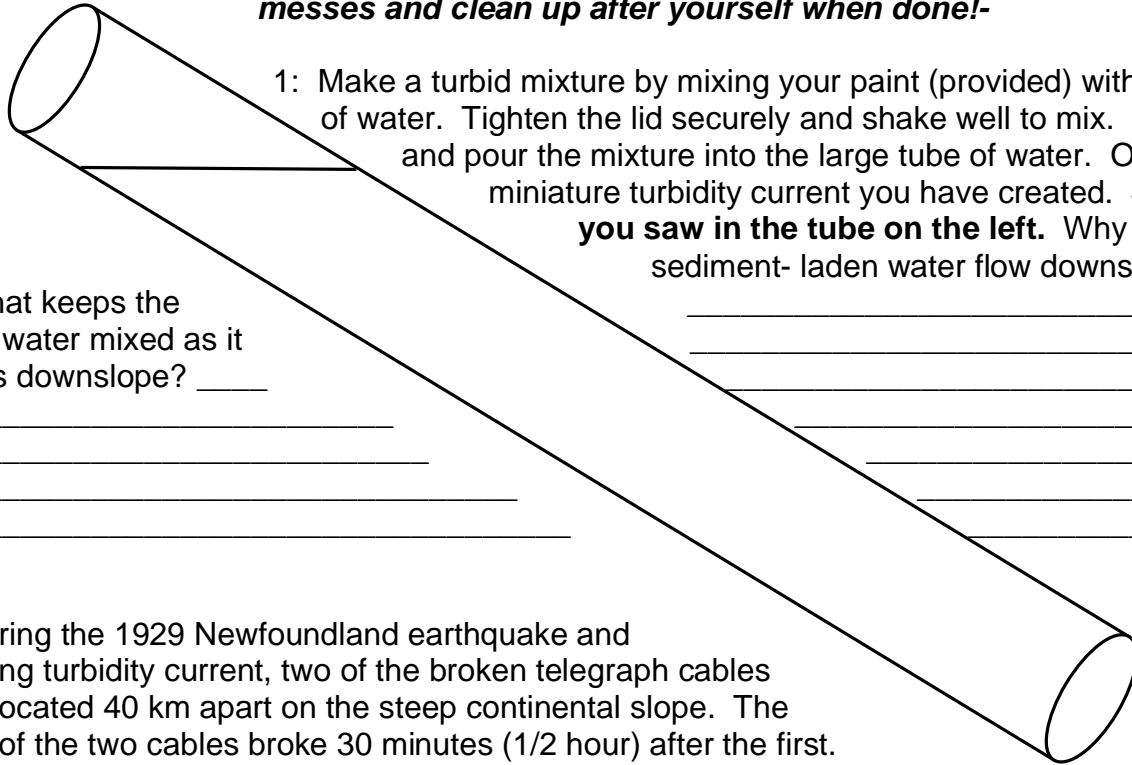 messes and clean up after yourself when done!-
1: Make a turbid mixture by mixing your paint (provided) with
of water. Tighten the lid securely and shake well to mix.
and pour the mixture into the large tube of water. O
miniature turbidity current you have created.
you saw in the tube on the left. Why
sediment- laden water flow downs
hat keeps the
water mixed as it
s downslope? ____
ring the 1929 Newfoundland earthquake and
ng turbidity current, two of the broken telegraph cables
ocated 40 km apart on the steep continental slope. The
of the two cables broke 30 minutes (1/2 hour) after the first.